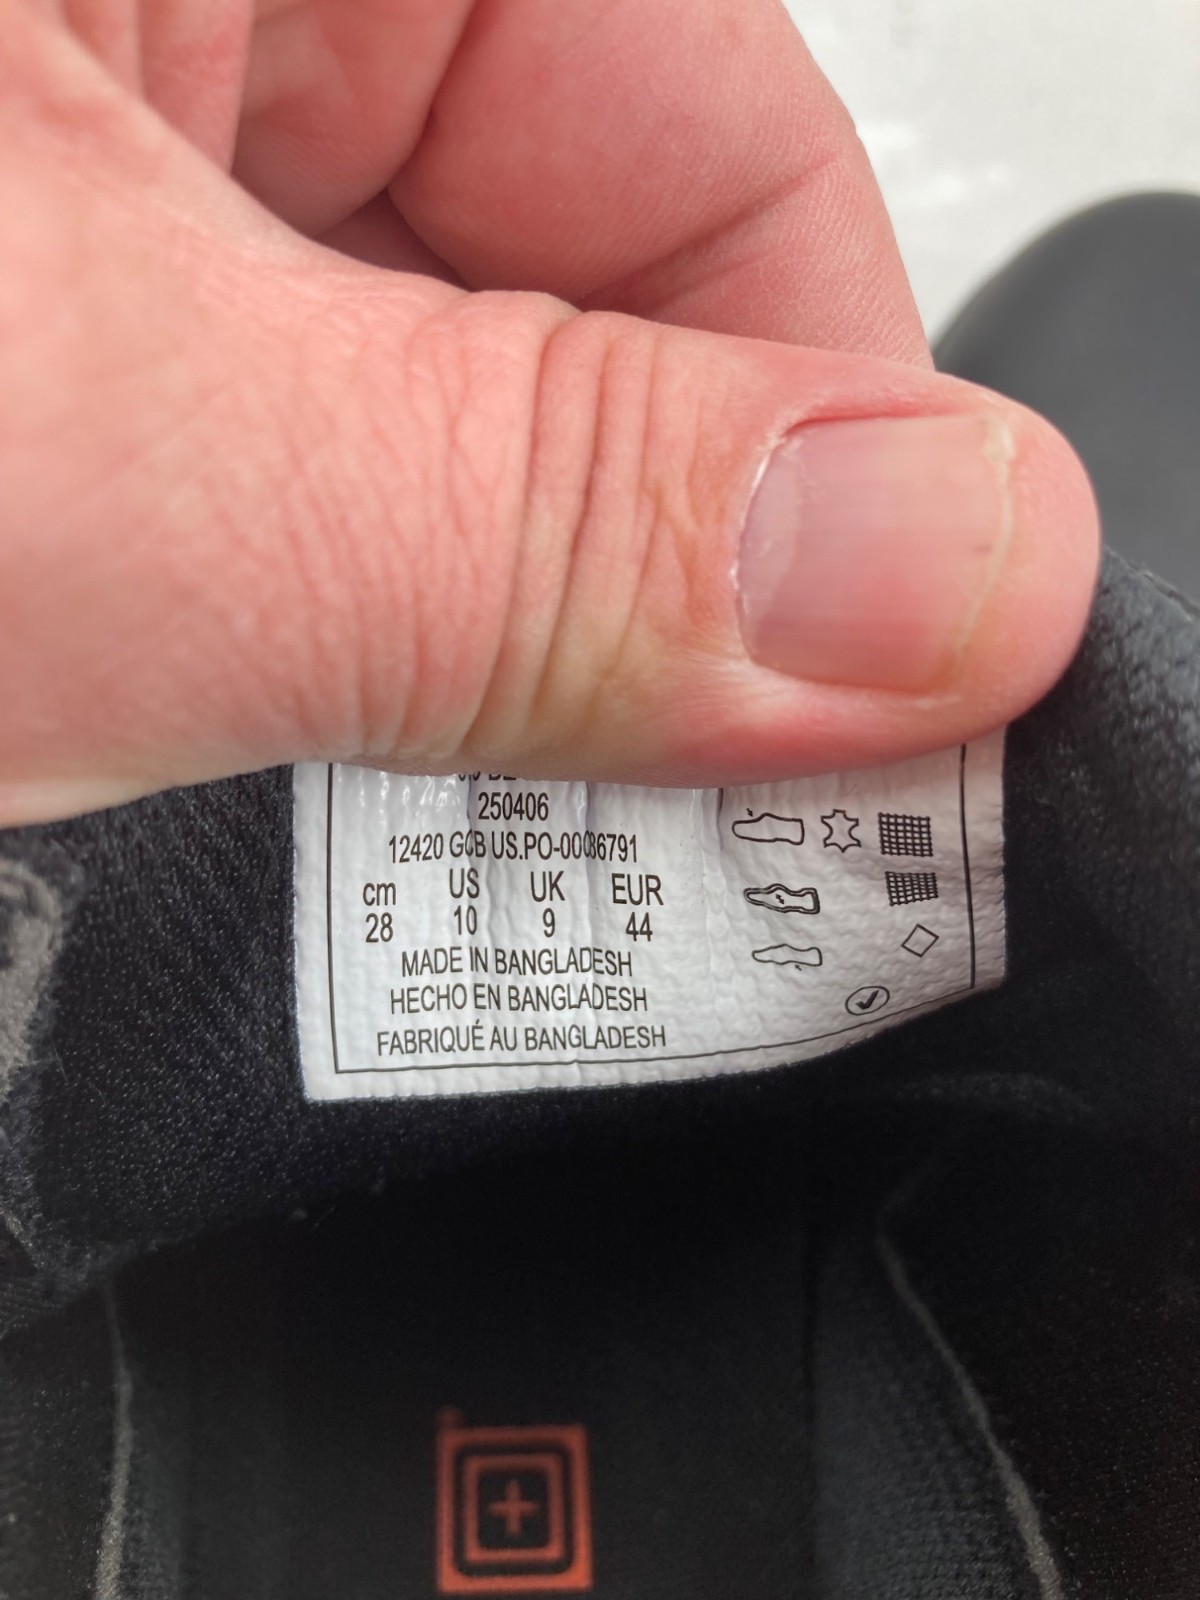 250406
12420 GCB US.PO-00086791
cm US UK EUR
28 10 9 44
MADE IN BANGLADESH
HECHO EN BANGLADESH
FABRIQUÉ AU BANGLADESH